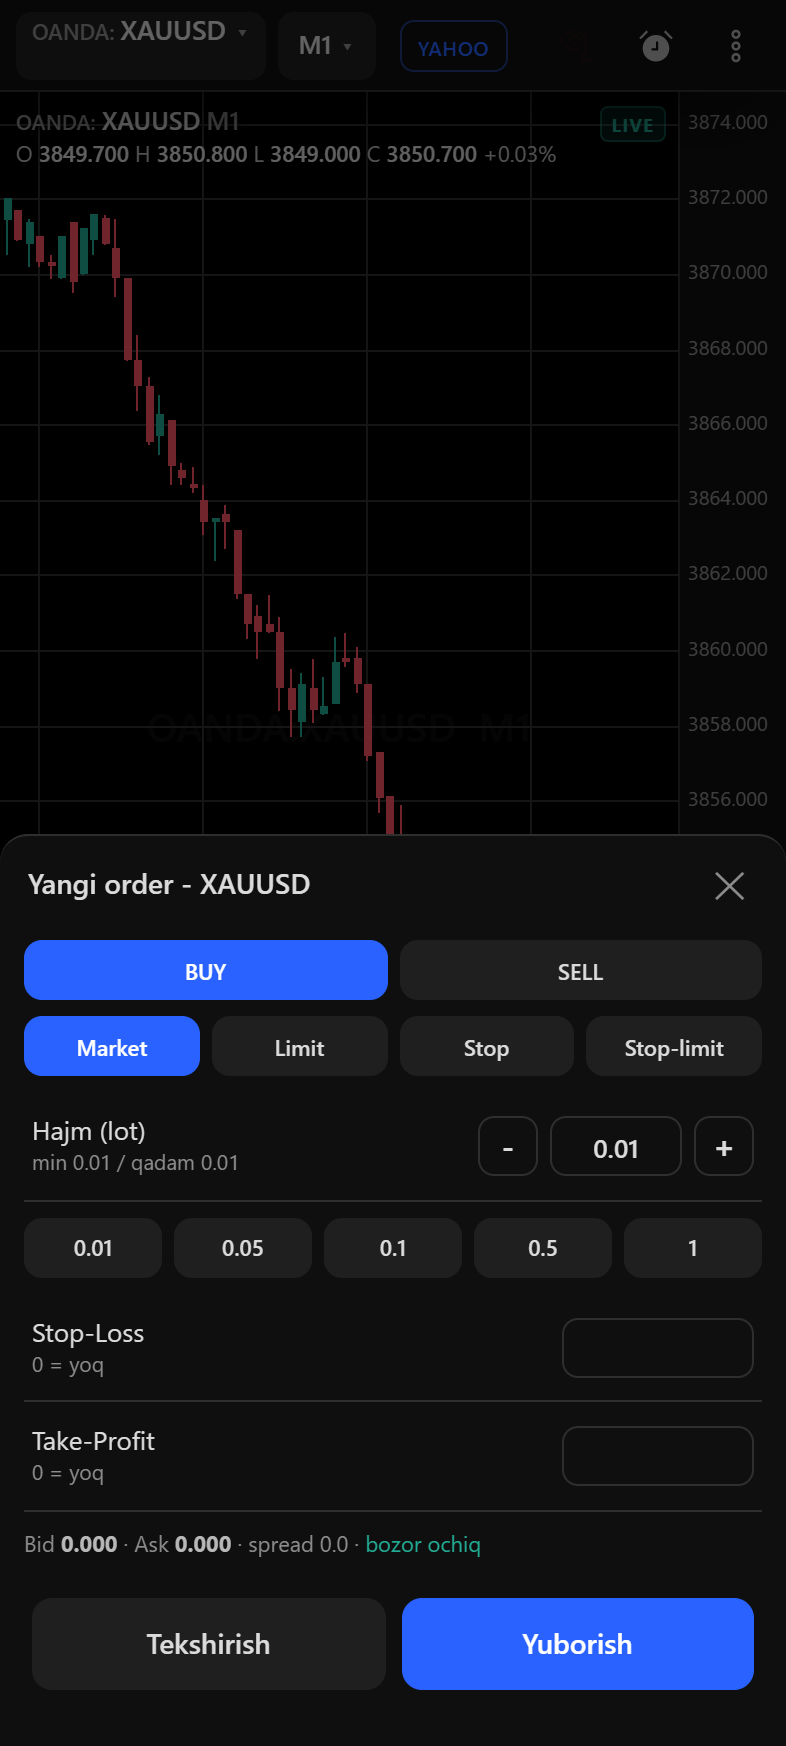 OANDA: XAUUSD ▾
M1 ▾
YAHOO
OANDA: XAUUSD M1
LIVE
O 3849.700 H 3850.800 L 3849.000 C 3850.700 +0.03%
3874.000
3872.000
3870.000
3868.000
3866.000
3864.000
3862.000
3860.000
3858.000
3856.000
OANDA:XAUUSD M1
Yangi order - XAUUSD
BUY
SELL
Market
Limit
Stop
Stop-limit
Hajm (lot)
min 0.01 / qadam 0.01
-
0.01
+
0.01
0.05
0.1
0.5
1
Stop-Loss
0 = yoq
Take-Profit
0 = yoq
Bid 0.000 · Ask 0.000 · spread 0.0 · bozor ochiq
Tekshirish
Yuborish